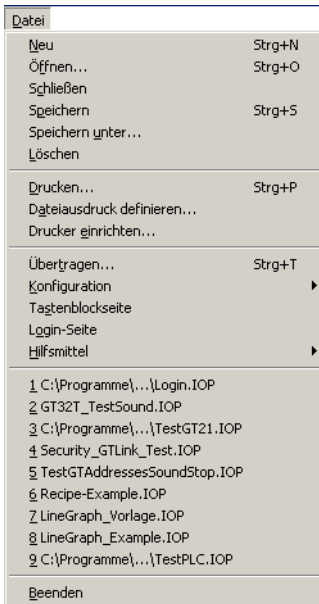 Datei
Neu Strg+N
Öffnen... Strg+O
Schließen
Speichern Strg+S
Speichern unter...
Löschen
Drucken... Strg+P
Dateiausdruck definieren...
Drucker einrichten...
Übertragen... Strg+T
Konfiguration
Tastenblockseite
Login-Seite
Hilfsmittel
1 C:\Programme\...\Login.IOP
2 GT32T_TestSound.IOP
3 C:\Programme\...\TestGT21.IOP
4 Security_GTLink_Test.IOP
5 TestGTAddressesSoundStop.IOP
6 Recipe-Example.IOP
7 LineGraph_Vorlage.IOP
8 LineGraph_Example.IOP
9 C:\Programme\...\TestPLC.IOP
Beenden